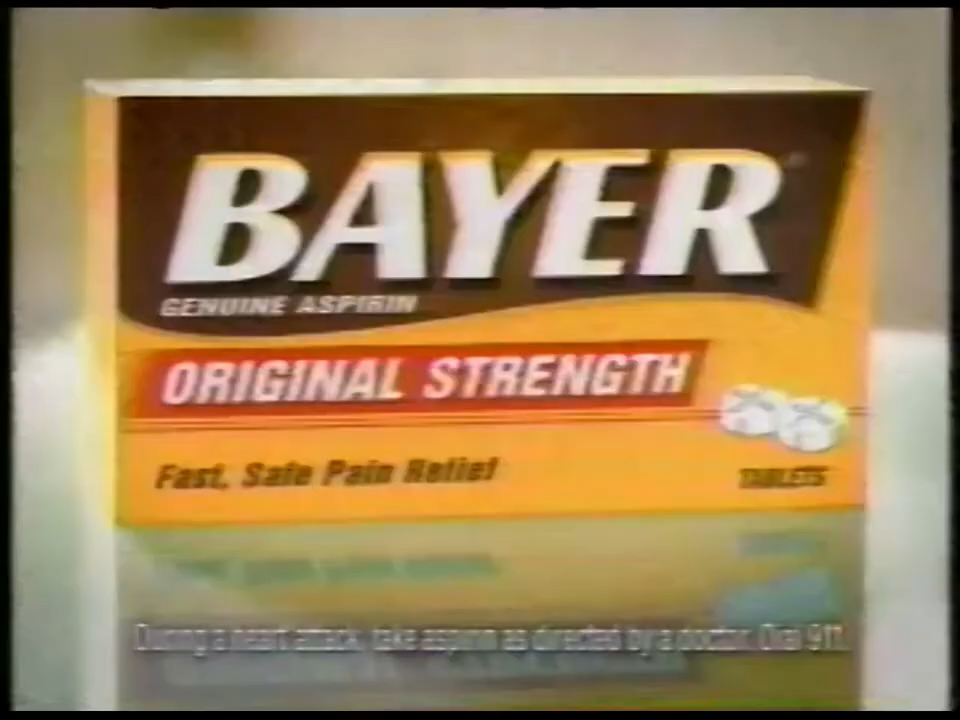 BAYER
GENUINE ASPIRIN
ORIGINAL STRENGTH
Fast, Safe Pain Relief
TABLETS
During a heart attack, take aspirin as directed by a doctor. Dial 911.